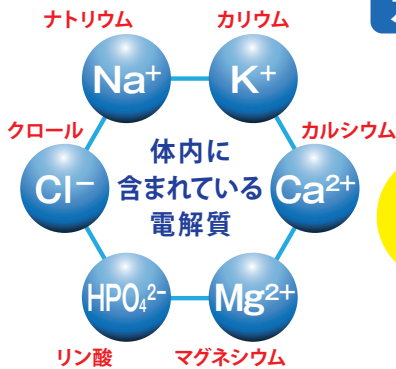 ナトリウム
カリウム
Na⁺
K⁺
クロール
カルシウム
体内に
含まれている
電解質
Cl⁻
Ca²⁺
HPO₄²⁻
Mg²⁺
リン酸
マグネシウム